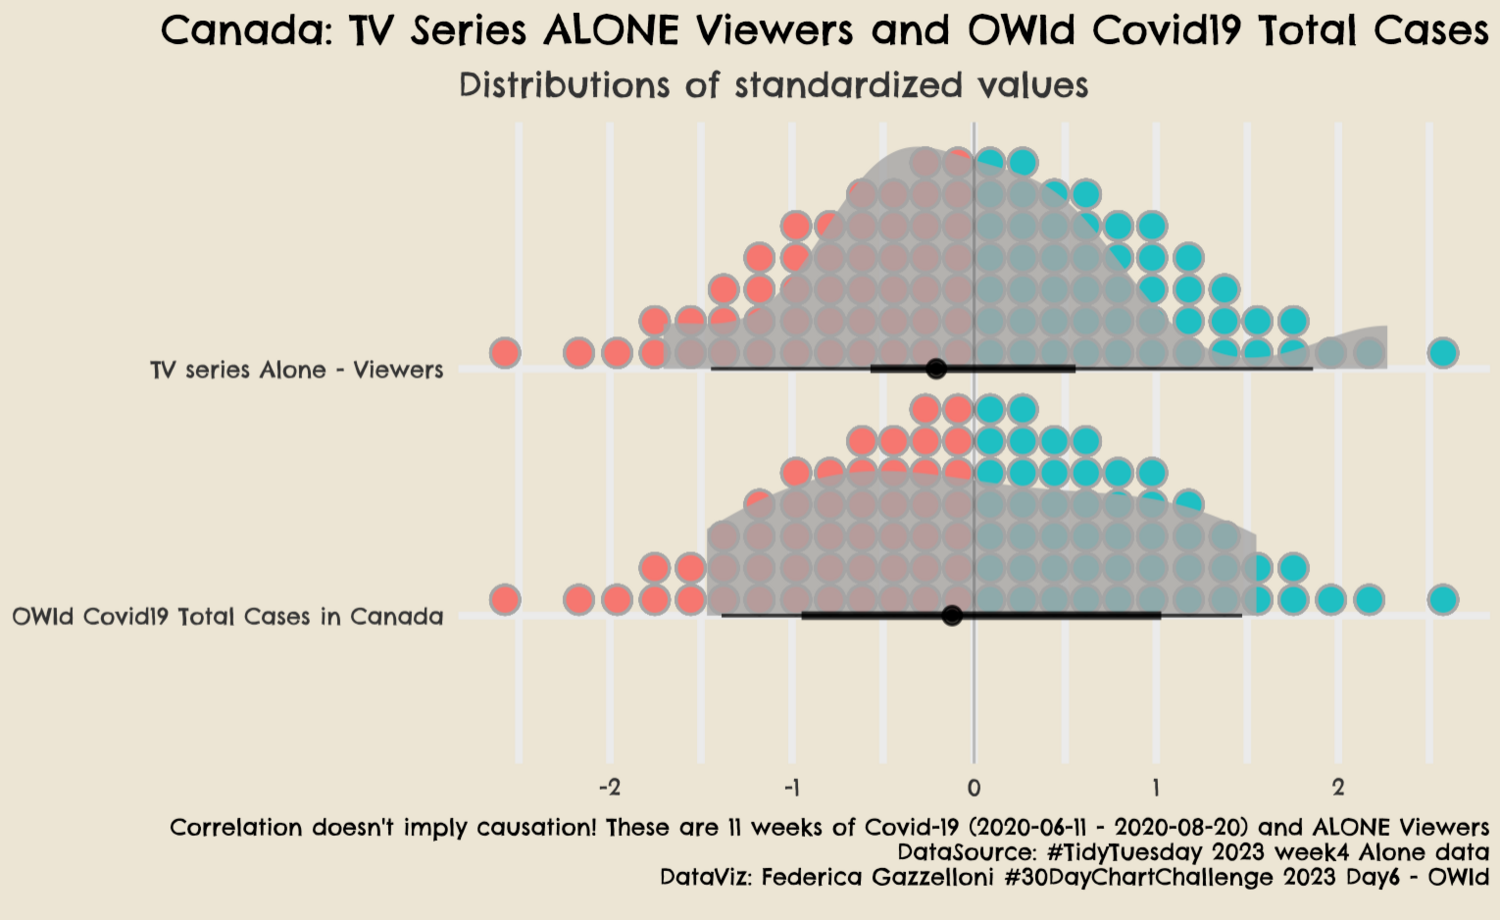 Canada: TV Series ALONE Viewers and OWId Covid19 Total Cases
Distributions of standardized values
TV series Alone - Viewers
OWId Covid19 Total Cases in Canada
-2 -1 0 1 2
Correlation doesn't imply causation! These are 11 weeks of Covid-19 (2020-06-11 - 2020-08-20) and ALONE Viewers
DataSource: #TidyTuesday 2023 week4 Alone data
DataViz: Federica Gazzelloni #30DayChartChallenge 2023 Day6 - OWId